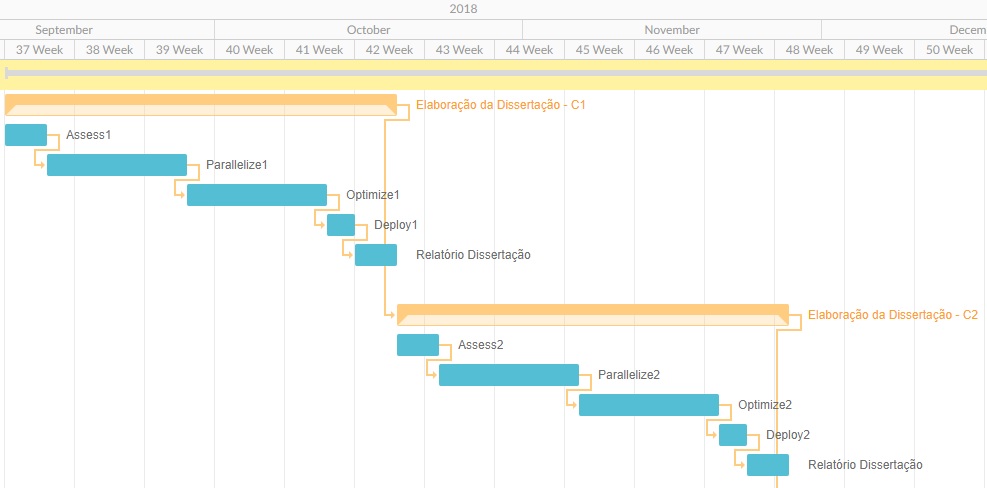 2018
September October November Decem
37 Week 38 Week 39 Week 40 Week 41 Week 42 Week 43 Week 44 Week 45 Week 46 Week 47 Week 48 Week 49 Week 50 Week
Elaboração da Dissertação - C1
Assess1
Parallelize1
Optimize1
Deploy1
Relatório Dissertação
Elaboração da Dissertação - C2
Assess2
Parallelize2
Optimize2
Deploy2
Relatório Dissertação